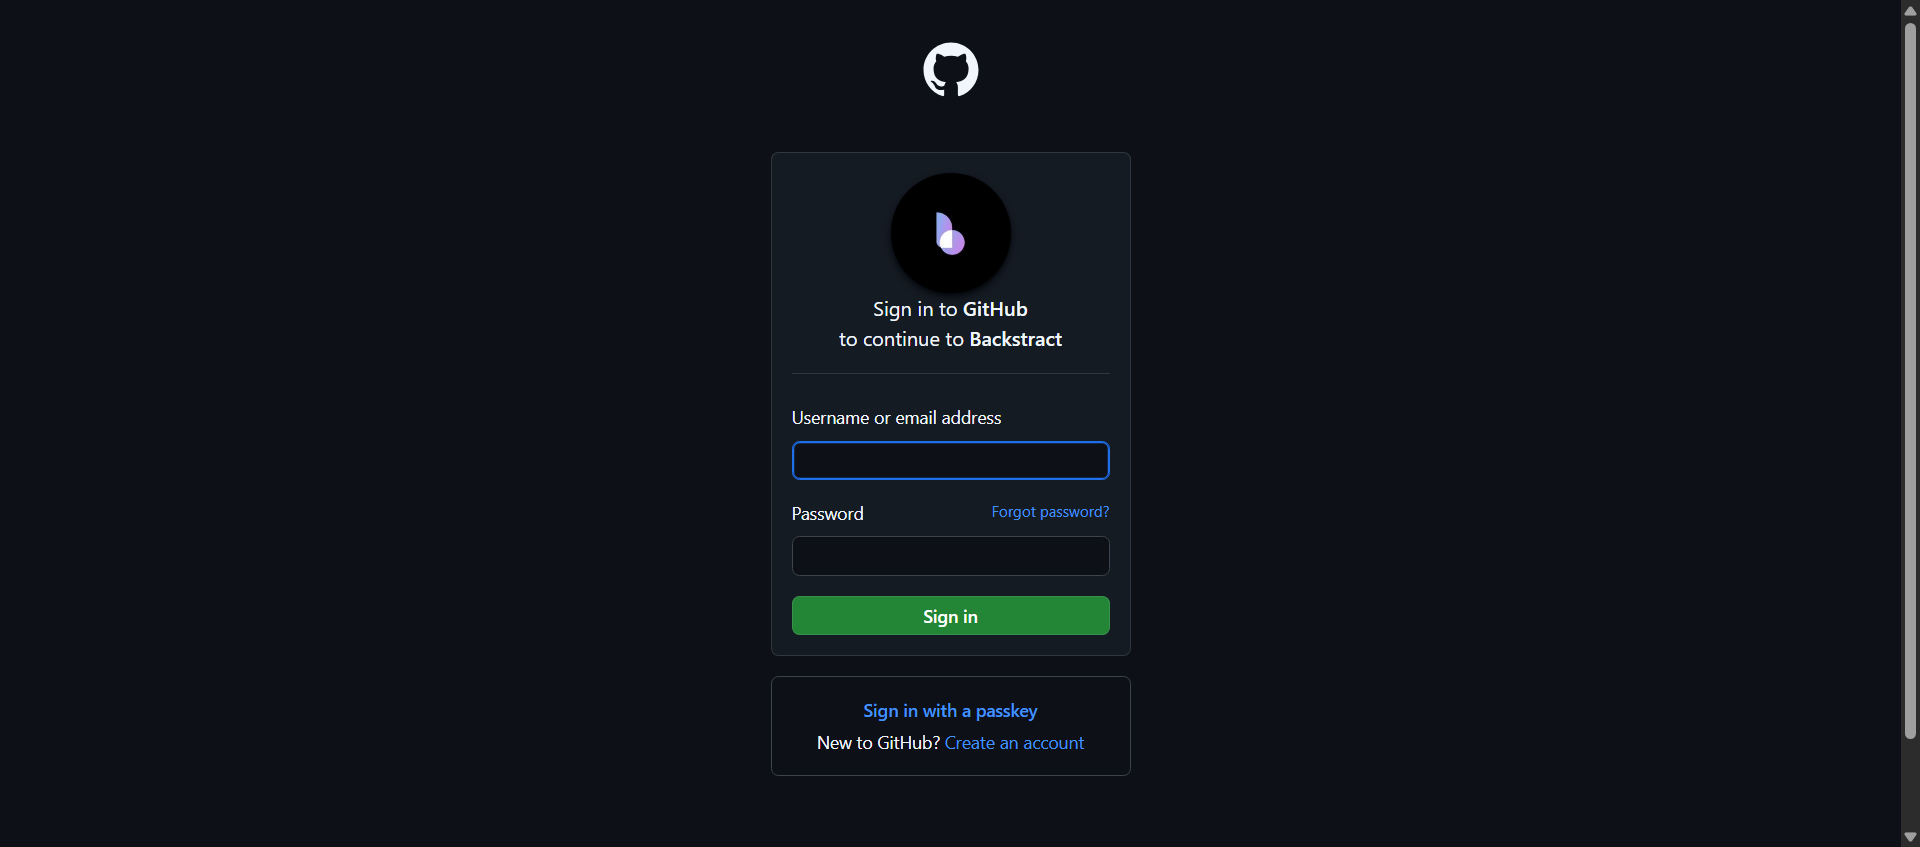 Sign in to GitHub
to continue to Backstract
Username or email address
Password
Forgot password?
Sign in
Sign in with a passkey
New to GitHub? Create an account